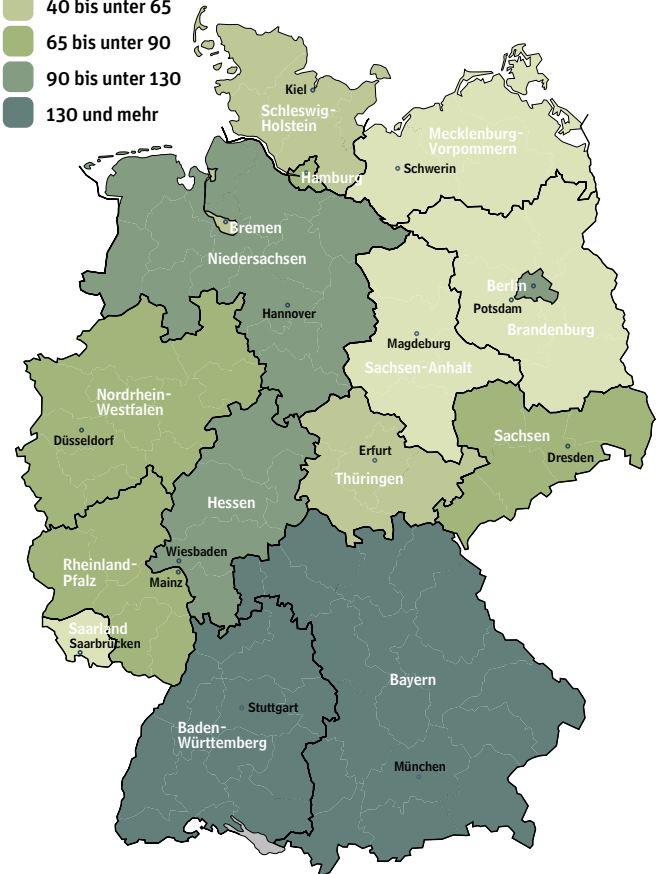 40 bis unter 65
65 bis unter 90
90 bis unter 130
130 und mehr
Kiel
Schleswig-
Holstein
Mecklenburg-
Vorpommern
Schwerin
Hamburg
Bremen
Niedersachsen
Berlin
Potsdam
Hannover
Brandenburg
Magdeburg
Sachsen-Anhalt
Nordrhein-
Westfalen
Düsseldorf
Sachsen
Erfurt
Dresden
Thüringen
Hessen
Wiesbaden
Rheinland-
Pfalz
Mainz
Saarland
Saarbrücken
Bayern
Stuttgart
Baden-
Württemberg
München